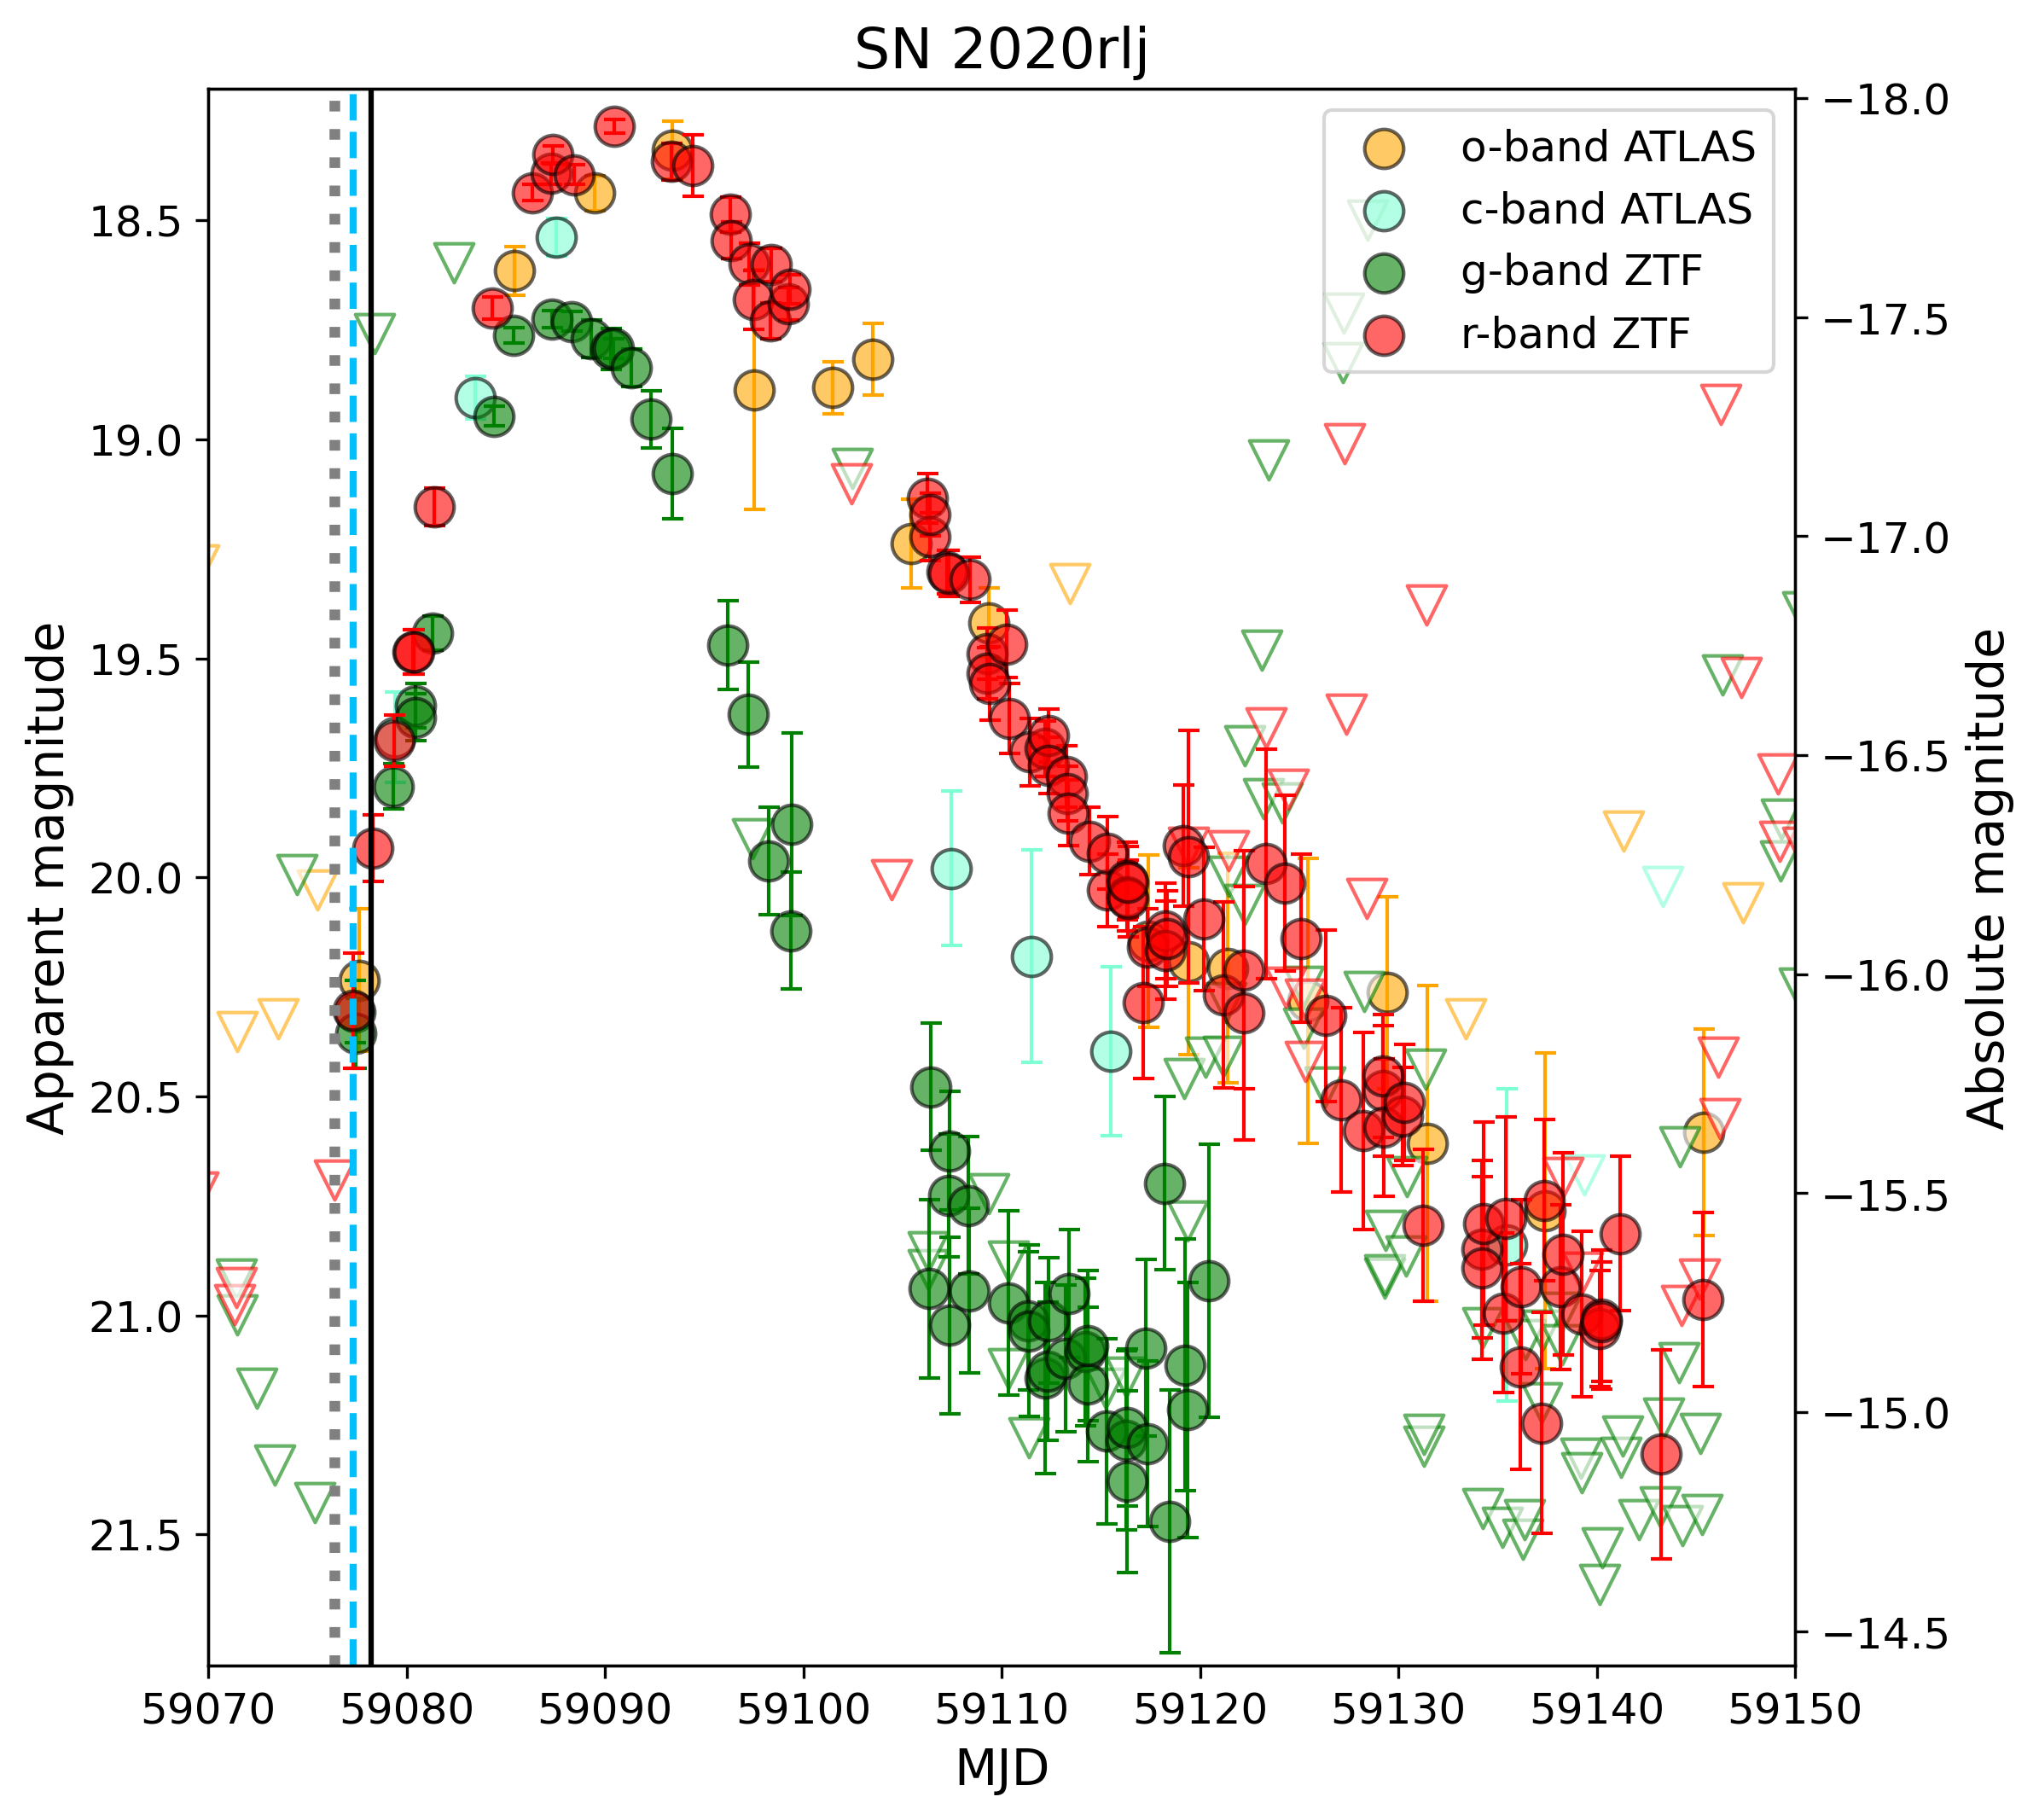 SN 2020rlj
o-band ATLAS
c-band ATLAS
g-band ZTF
r-band ZTF
Apparent magnitude
18.5
19.0
19.5
20.0
20.5
21.0
21.5
−18.0
−17.5
−17.0
−16.5
−16.0
−15.5
−15.0
−14.5
Absolute magnitude
59070 59080 59090 59100 59110 59120 59130 59140 59150
MJD